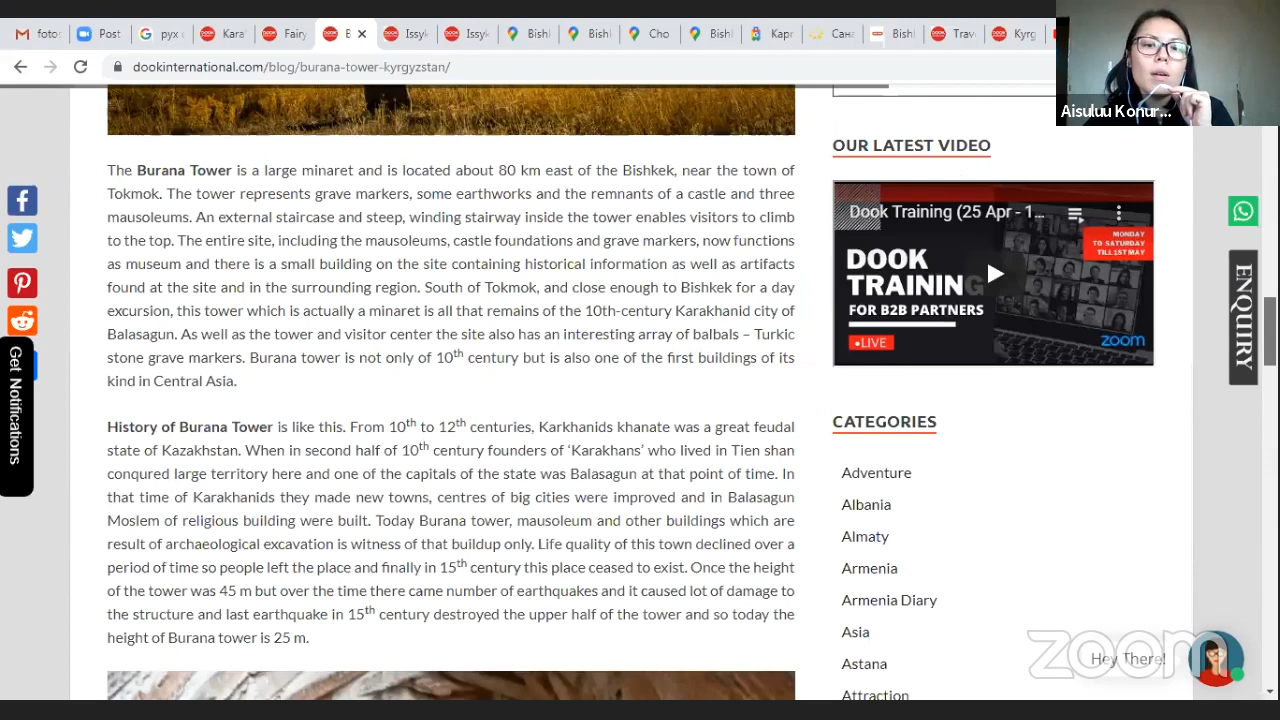 foto
Post
рух
Kara
Fairy
B
Issyk
Issyk
Bish
Bish
Cho
Bish
Карт
Сана
Bish
Trave
Kyrg
dookinternational.com/blog/burana-tower-kyrgyzstan/
Aisuluu Konur...
The Burana Tower is a large minaret and is located about 80 km east of the Bishkek, near the town of
Tokmok. The tower represents grave markers, some earthworks and the remnants of a castle and three
mausoleums. An external staircase and steep, winding stairway inside the tower enables visitors to climb
to the top. The entire site, including the mausoleums, castle foundations and grave markers, now functions
as museum and there is a small building on the site containing historical information as well as artifacts
found at the site and in the surrounding region. South of Tokmok, and close enough to Bishkek for a day
excursion, this tower which is actually a minaret is all that remains of the 10th-century Karakhanid city of
Balasagun. As well as the tower and visitor center the site also has an interesting array of balbals – Turkic
stone grave markers. Burana tower is not only of 10th century but is also one of the first buildings of its
kind in Central Asia.
History of Burana Tower is like this. From 10th to 12th centuries, Karkhanids khanate was a great feudal
state of Kazakhstan. When in second half of 10th century founders of ‘Karakhans’ who lived in Tien shan
conqured large territory here and one of the capitals of the state was Balasagun at that point of time. In
that time of Karakhanids they made new towns, centres of big cities were improved and in Balasagun
Moslem of religious building were built. Today Burana tower, mausoleum and other buildings which are
result of archaeological excavation is witness of that buildup only. Life quality of this town declined over a
period of time so people left the place and finally in 15th century this place ceased to exist. Once the height
of the tower was 45 m but over the time there came number of earthquakes and it caused lot of damage to
the structure and last earthquake in 15th century destroyed the upper half of the tower and so today the
height of Burana tower is 25 m.
Get Notifications
OUR LATEST VIDEO
Dook Training (25 Apr - 1...
MONDAY
TO SATURDAY
TILL 1ST MAY
DOOK
TRAINING
FOR B2B PARTNERS
•LIVE
zoom
CATEGORIES
Adventure
Albania
Almaty
Armenia
Armenia Diary
Asia
Astana
Attraction
ENQUIRY
zoom
Hey There!